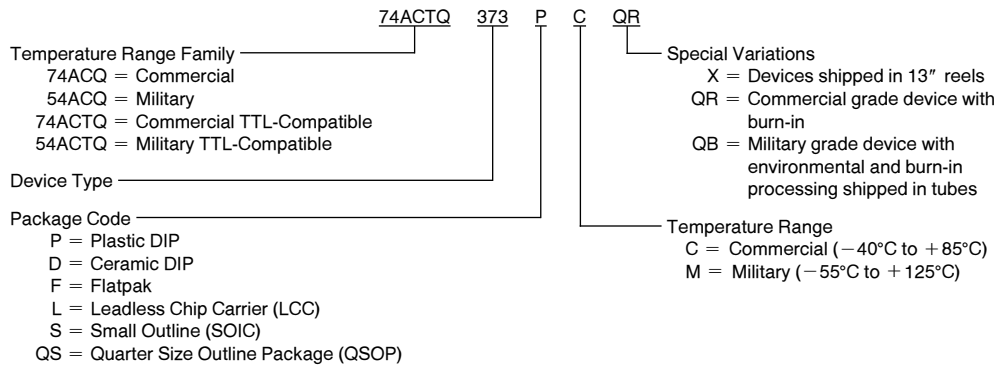 74ACTQ 373 P C QR
Temperature Range Family
74ACQ = Commercial
54ACQ = Military
74ACTQ = Commercial TTL-Compatible
54ACTQ = Military TTL-Compatible
Device Type
Package Code
P = Plastic DIP
D = Ceramic DIP
F = Flatpak
L = Leadless Chip Carrier (LCC)
S = Small Outline (SOIC)
QS = Quarter Size Outline Package (QSOP)
Special Variations
X = Devices shipped in 13″ reels
QR = Commercial grade device with
burn-in
QB = Military grade device with
environmental and burn-in
processing shipped in tubes
Temperature Range
C = Commercial (−40°C to +85°C)
M = Military (−55°C to +125°C)